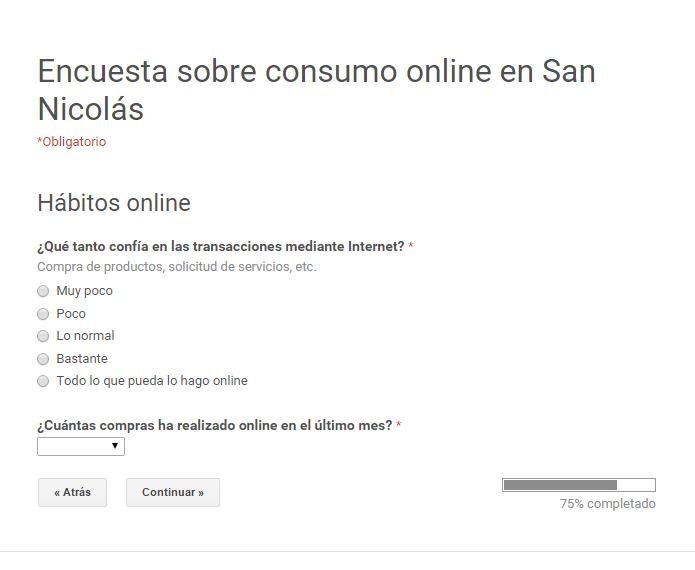 Encuesta sobre consumo online en San
Nicolás
*Obligatorio
Hábitos online
¿Qué tanto confía en las transacciones mediante Internet? *
Compra de productos, solicitud de servicios, etc.
Muy poco
Poco
Lo normal
Bastante
Todo lo que pueda lo hago online
¿Cuántas compras ha realizado online en el último mes? *
« Atrás
Continuar »
75% completado